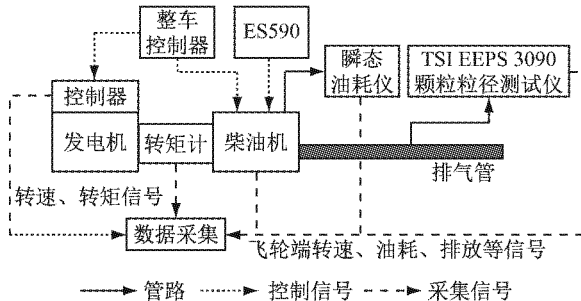 整车
控制器
ES590
瞬态
油耗仪
TSI EEPS 3090
颗粒粒径测试仪
控制器
发电机
转矩计
柴油机
排气管
转速、转矩信号
数据采集
飞轮端转速、油耗、排放等信号
管路
控制信号
采集信号